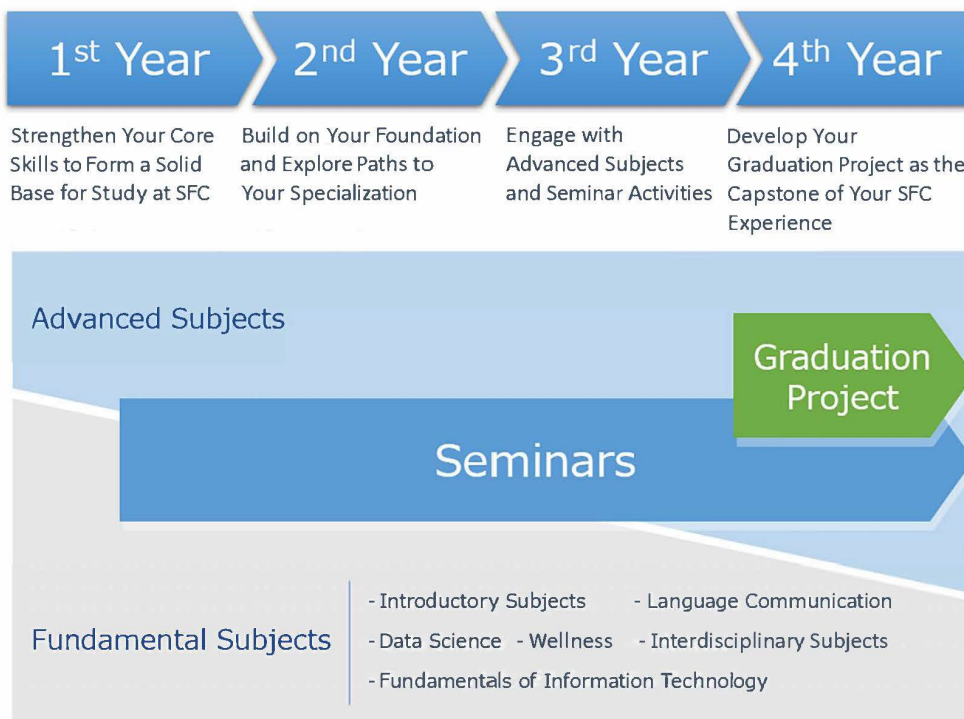 1st Year
2nd Year
3rd Year
4th Year
Strengthen Your Core
Skills to Form a Solid
Base for Study at SFC
Build on Your Foundation
and Explore Paths to
Your Specialization
Engage with
Advanced Subjects
and Seminar Activities
Develop Your
Graduation Project as the
Capstone of Your SFC
Experience
Advanced Subjects
Graduation
Project
Seminars
Fundamental Subjects
- Introductory Subjects - Language Communication
- Data Science - Wellness - Interdisciplinary Subjects
- Fundamentals of Information Technology